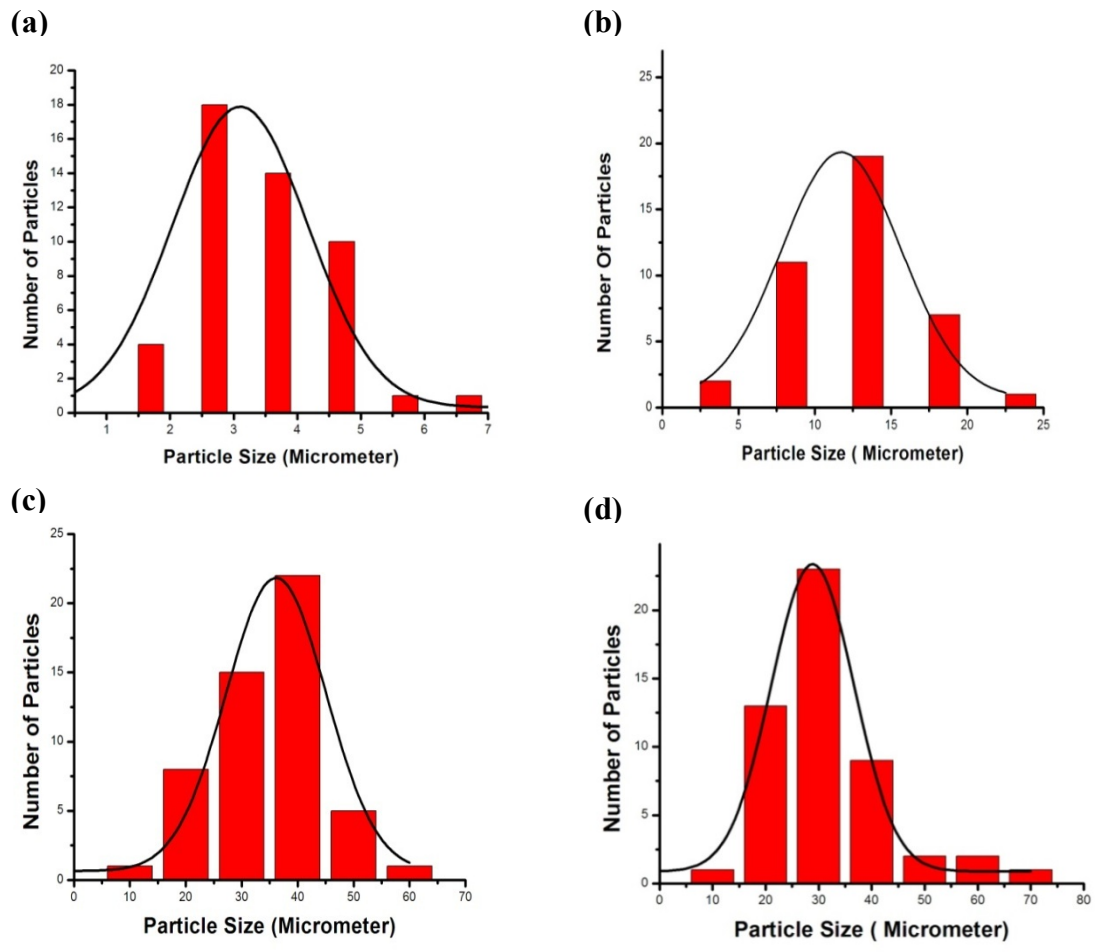 (a)
20
18
16
14
12
10
8
6
4
2
0
1 2 3 4 5 6 7
Number of Particles
Particle Size (Micrometer)
(b)
25
20
15
10
5
0
0 5 10 15 20 25
Number Of Particles
Particle Size ( Micrometer)
(c)
25
20
15
10
5
0
0 10 20 30 40 50 60 70
Number of Particles
Particle Size (Micrometer)
(d)
20
15
10
5
0
0 10 20 30 40 50 60 70 80
Number of Particles
Particle Size ( Micrometer)